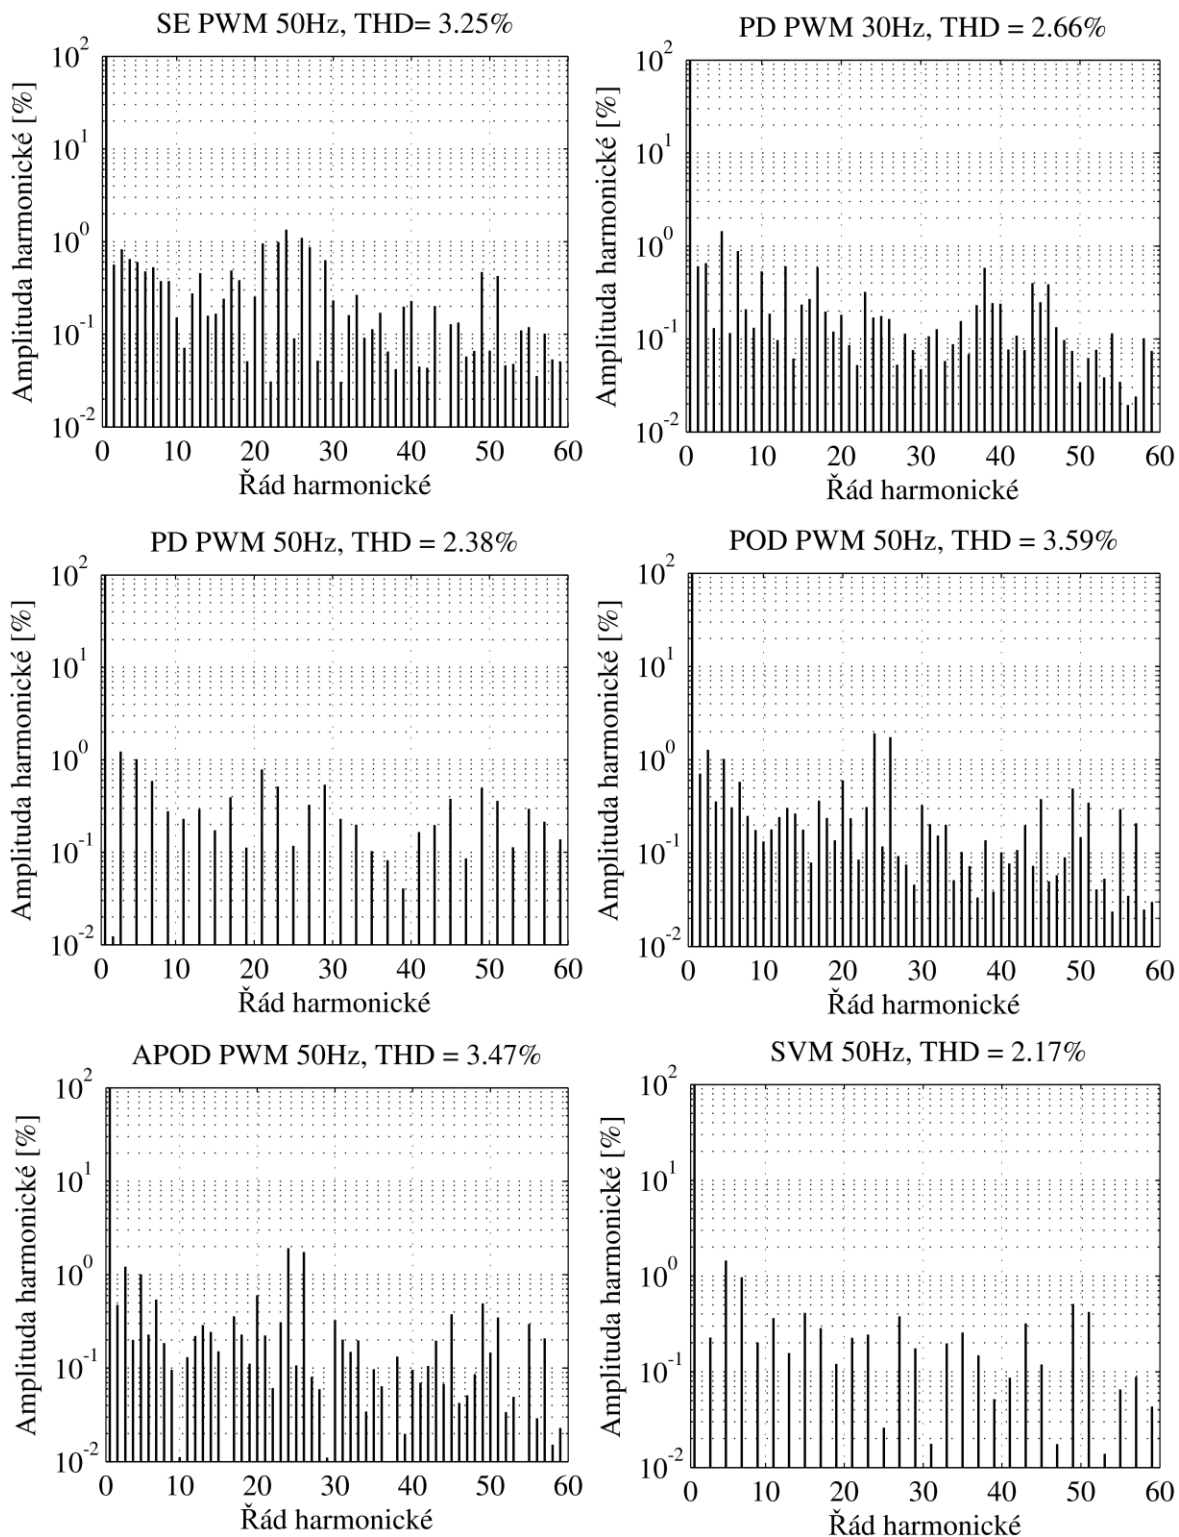 SE PWM 50Hz, THD= 3.25%
Amplituda harmonické [%]
10^2
10^1
10^0
10^-1
10^-2
0 10 20 30 40 50 60
Řád harmonické
PD PWM 30Hz, THD = 2.66%
Amplituda harmonické [%]
10^2
10^1
10^0
10^-1
10^-2
0 10 20 30 40 50 60
Řád harmonické
PD PWM 50Hz, THD = 2.38%
Amplituda harmonické [%]
10^2
10^1
10^0
10^-1
10^-2
0 10 20 30 40 50 60
Řád harmonické
POD PWM 50Hz, THD = 3.59%
Amplituda harmonické [%]
10^2
10^1
10^0
10^-1
10^-2
0 10 20 30 40 50 60
Řád harmonické
APOD PWM 50Hz, THD = 3.47%
Amplituda harmonické [%]
10^2
10^1
10^0
10^-1
10^-2
0 10 20 30 40 50 60
Řád harmonické
SVM 50Hz, THD = 2.17%
Amplituda harmonické [%]
10^2
10^1
10^0
10^-1
10^-2
0 10 20 30 40 50 60
Řád harmonické